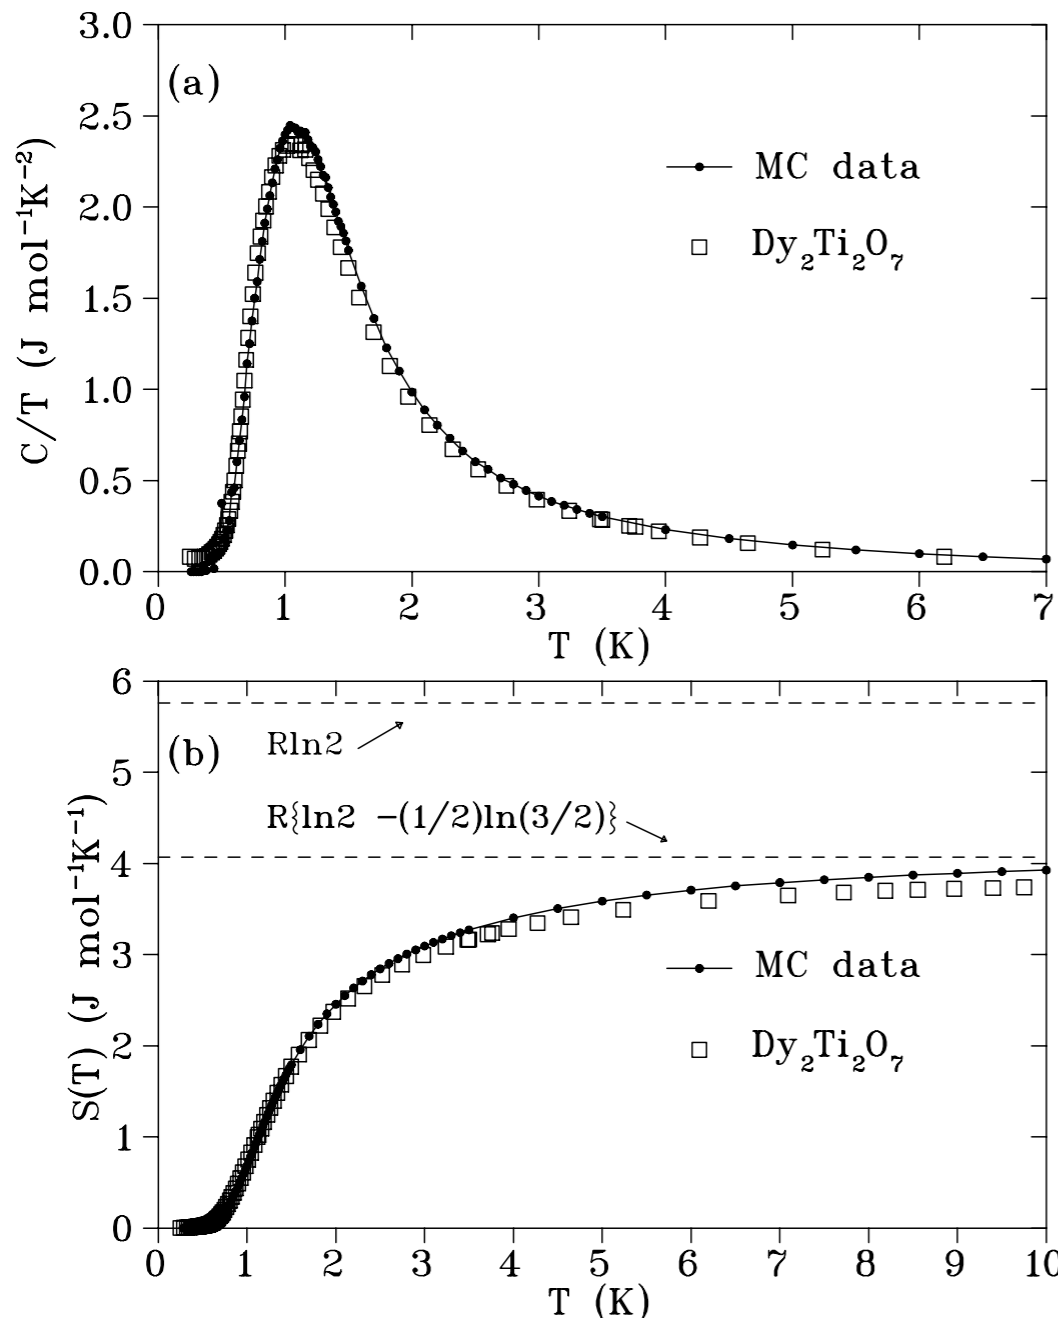 (a)
C/T (J mol⁻¹K⁻²)
3.0
2.5
2.0
1.5
1.0
0.5
0.0
MC data
Dy₂Ti₂O₇
0 1 2 3 4 5 6 7
T (K)
(b)
S(T) (J mol⁻¹K⁻¹)
6
5
4
3
2
1
0
Rln2
R{ln2 -(1/2)ln(3/2)}
MC data
Dy₂Ti₂O₇
0 1 2 3 4 5 6 7 8 9 10
T (K)